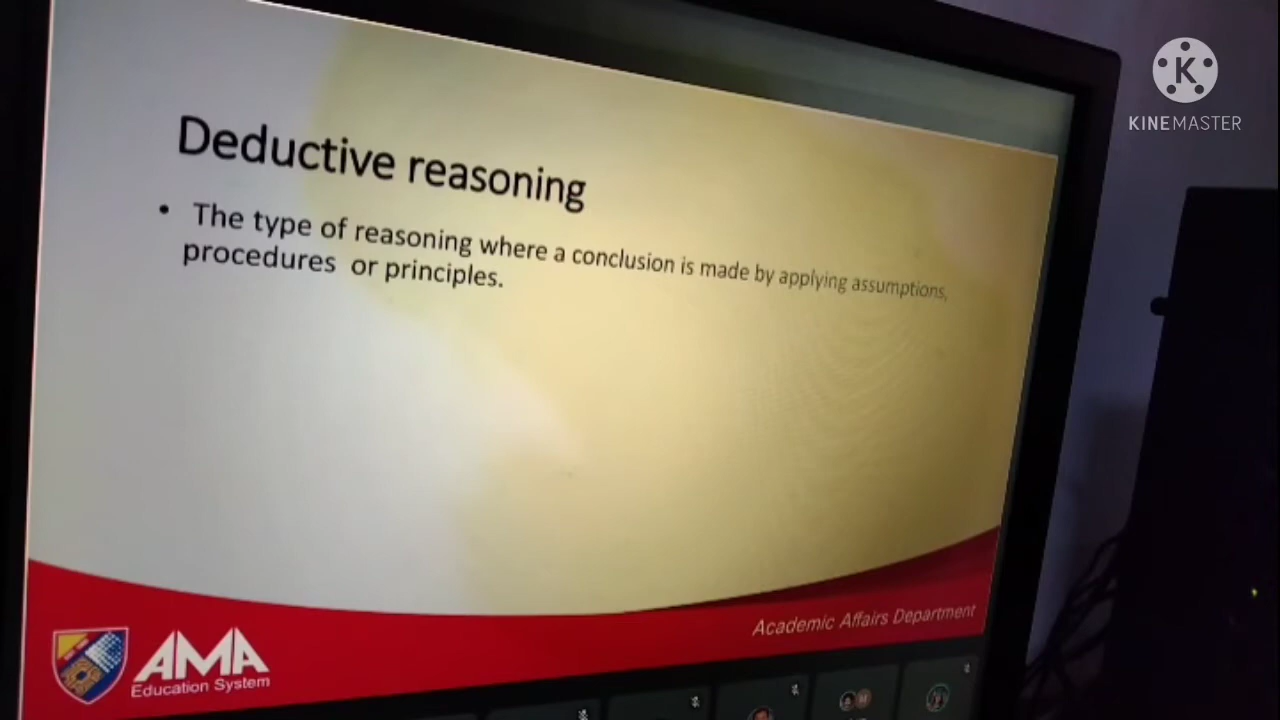 K
KINEMASTER
Deductive reasoning
• The type of reasoning where a conclusion is made by applying assumptions,
procedures or principles.
Academic Affairs Department
AMA
Education System